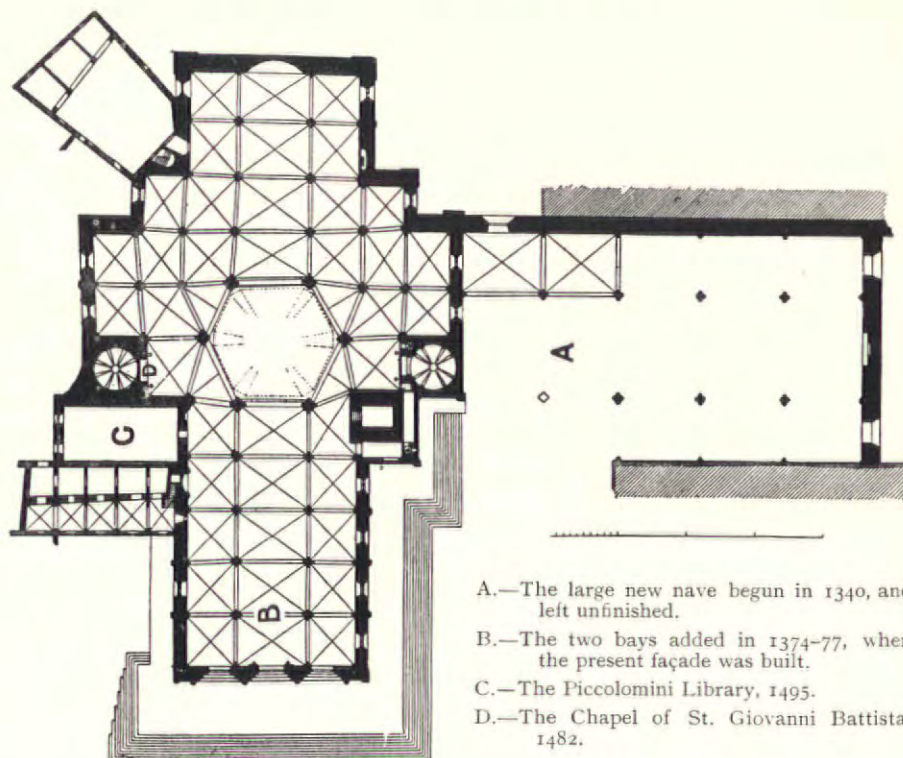 A
D
C
B
A.—The large new nave begun in 1340, and
left unfinished.
B.—The two bays added in 1374–77, when
the present façade was built.
C.—The Piccolomini Library, 1495.
D.—The Chapel of St. Giovanni Battista
1482.